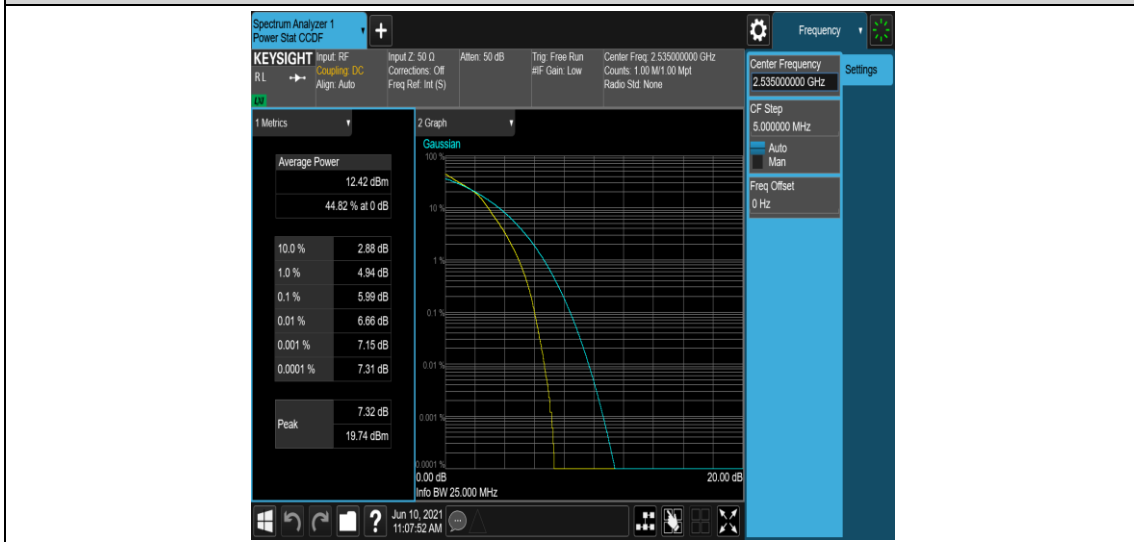 Spectrum Analyzer 1
Power Stat CCDF
+
Frequency
KEYSIGHT
RL
LXI
Input: RF
Coupling: DC
Align: Auto
Input Z: 50 Ω
Corrections: Off
Freq Ref: Int (S)
Atten: 50 dB
Trig: Free Run
#IF Gain: Low
Center Freq: 2.535000000 GHz
Counts: 1.00 M/1.00 Mpt
Radio Std: None
Center Frequency
2.535000000 GHz
Settings
CF Step
5.000000 MHz
Auto
Man
Freq Offset
0 Hz
1 Metrics
Average Power
12.42 dBm
44.82 % at 0 dB
10.0 % 2.88 dB
1.0 % 4.94 dB
0.1 % 5.99 dB
0.01 % 6.66 dB
0.001 % 7.15 dB
0.0001 % 7.31 dB
Peak
7.32 dB
19.74 dBm
2 Graph
Gaussian
100 %
10 %
1 %
0.1 %
0.01 %
0.001 %
0.0001 %
0.00 dB 20.00 dB
Info BW 25.000 MHz
?
Jun 10, 2021
11:07:52 AM